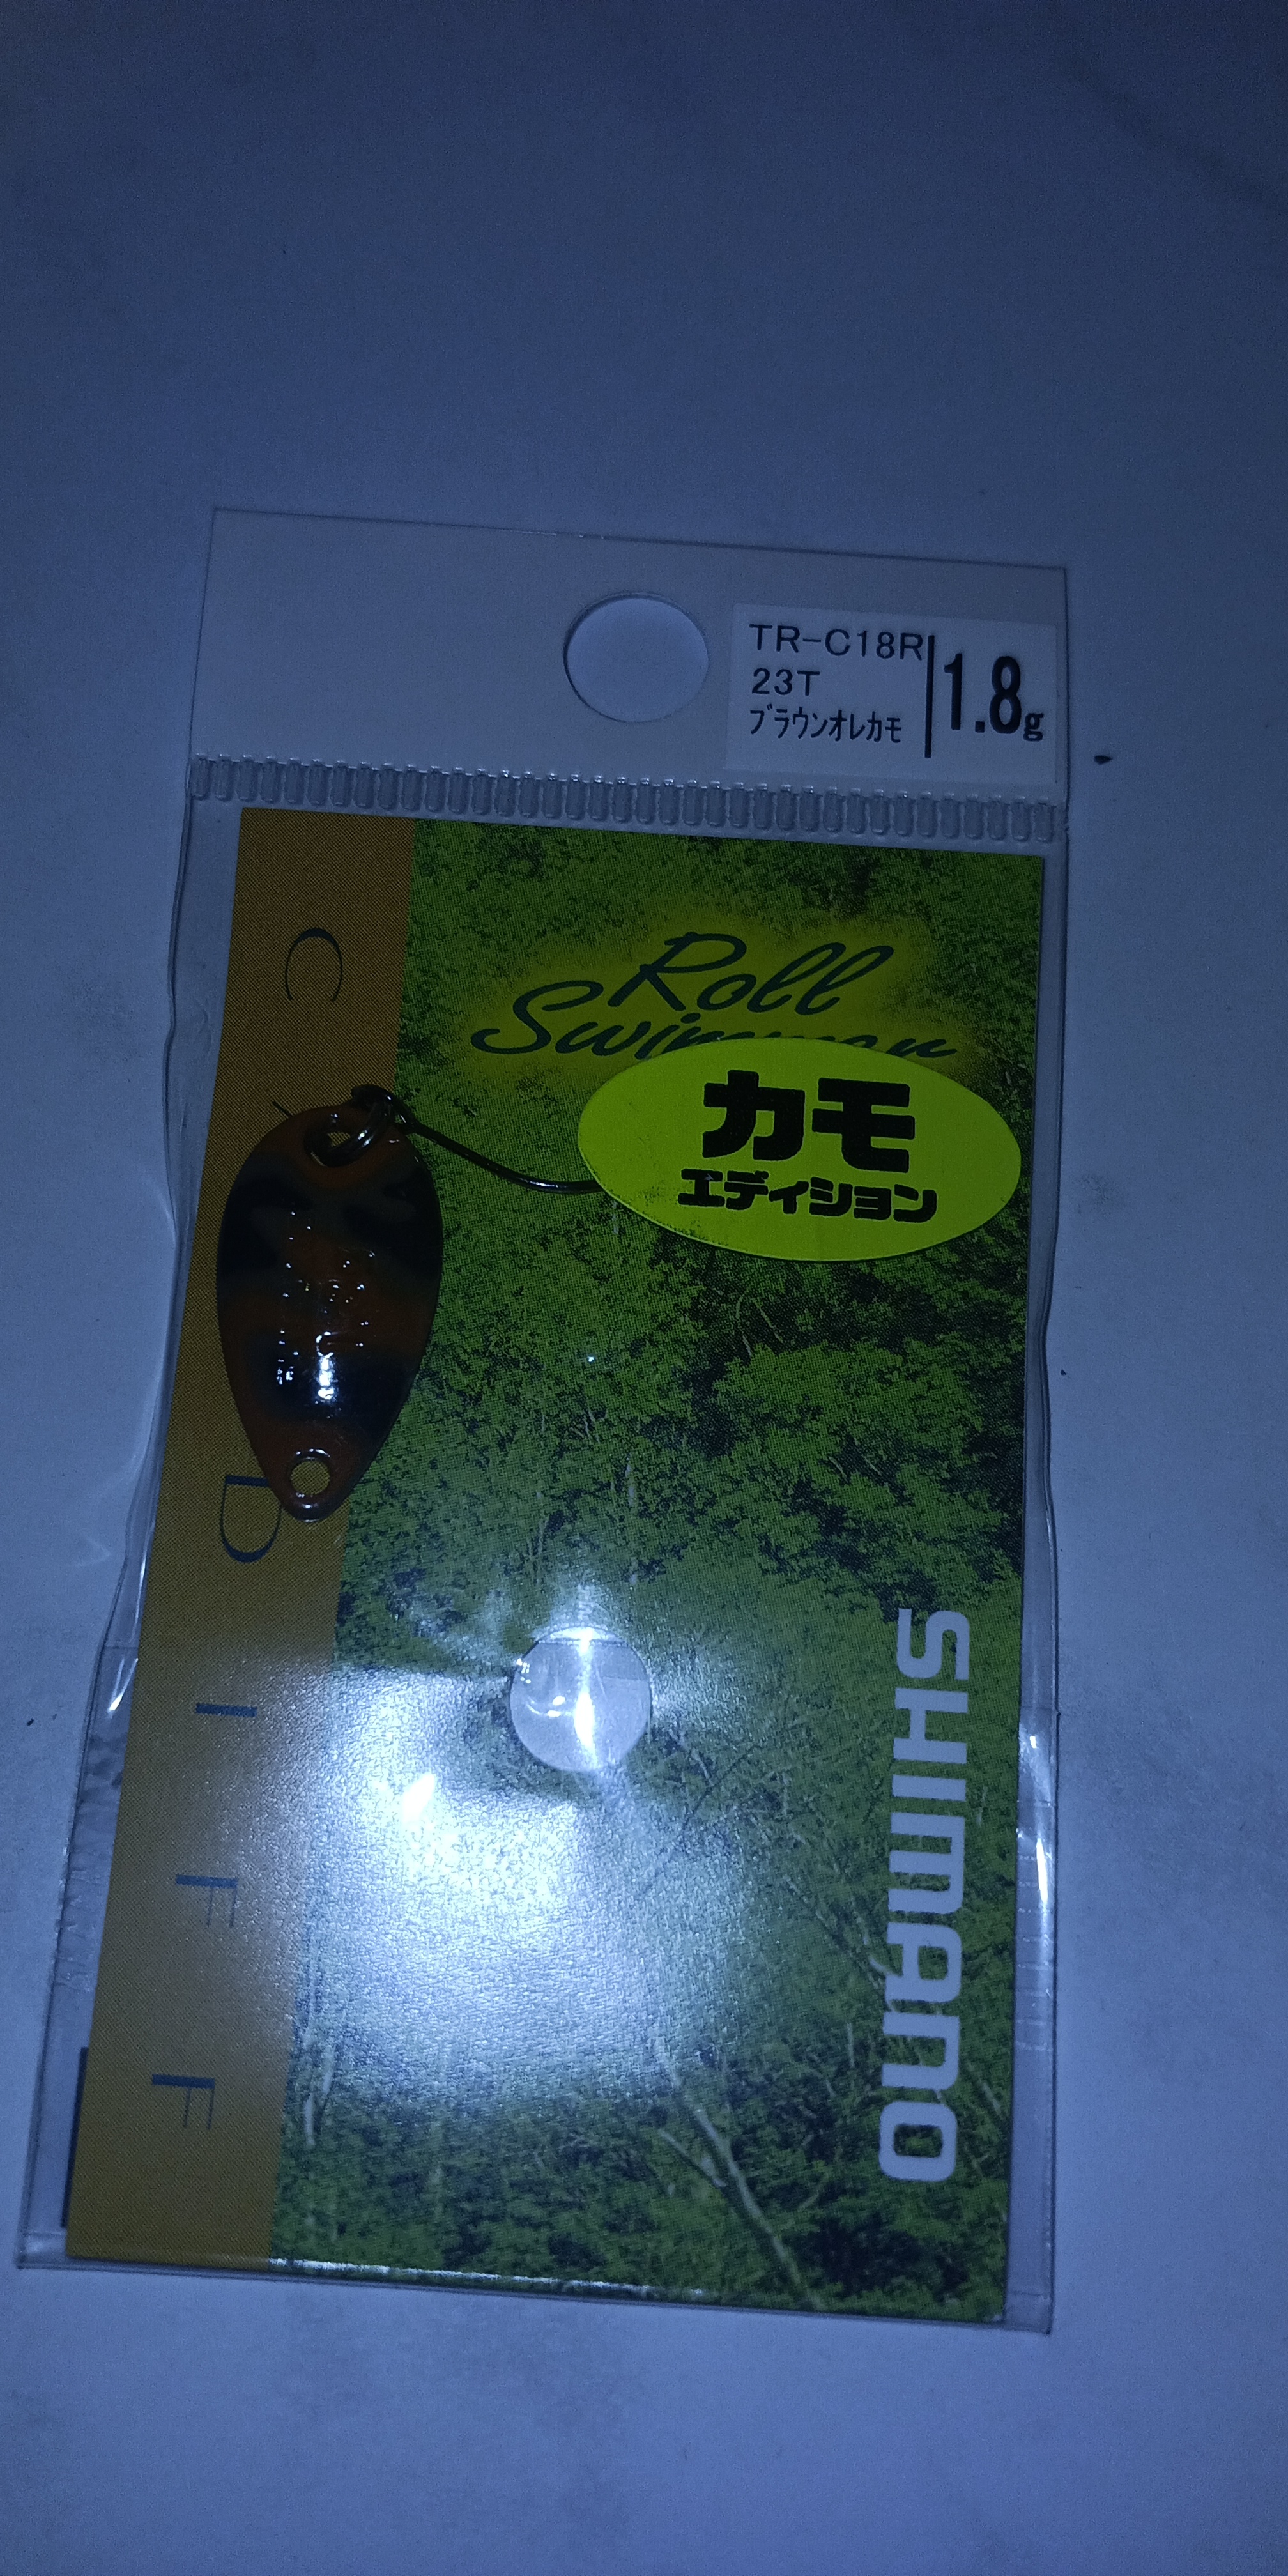 TR-C18R
23T
ブラウンオレカモ
1.8g
Roll
Swimmer
カモ
エディション
SHIMANO